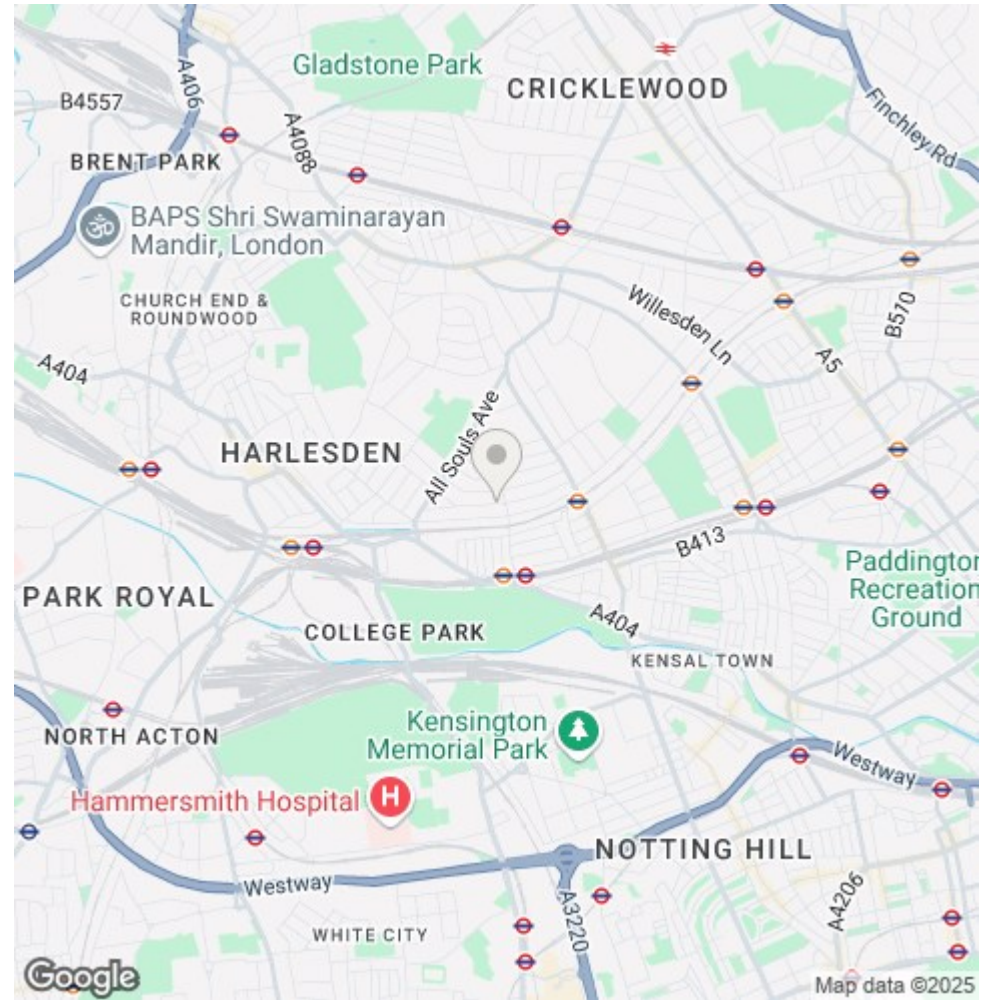 Gladstone Park
CRICKLEWOOD
A406
B4557
A4088
Finchley Rd
BRENT PARK
BAPS Shri Swaminarayan
Mandir, London
CHURCH END &
ROUNDWOOD
Willesden Ln
B510
A404
A5
All Souls Ave
HARLESDEN
B413
Paddington
Recreation
Ground
PARK ROYAL
COLLEGE PARK
A404
KENSAL TOWN
Kensington
Memorial Park
NORTH ACTON
Westway
Hammersmith Hospital
H
NOTTING HILL
Westway
A3220
A4206
WHITE CITY
Google
Map data ©2025